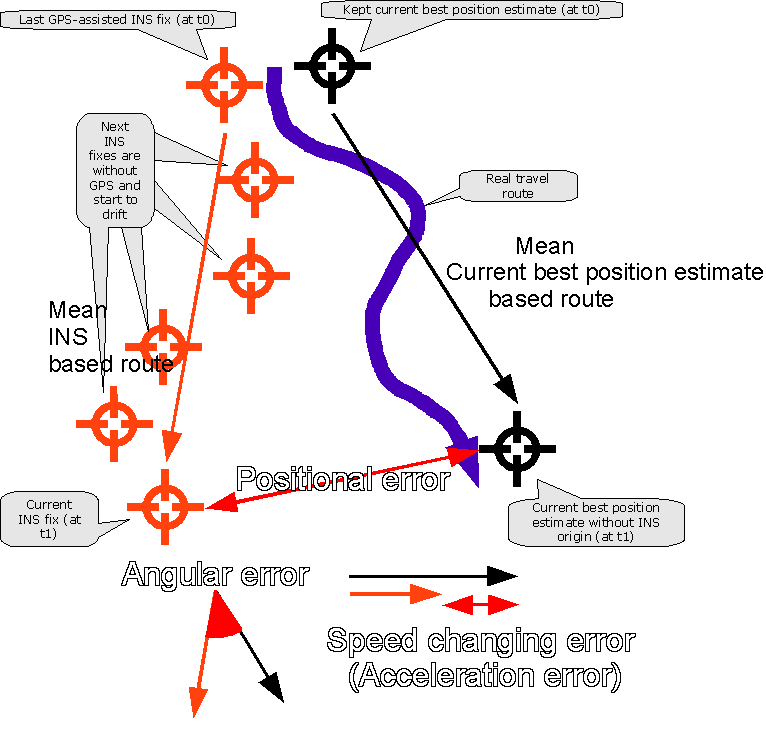 Last GPS-assisted INS fix (at t0)
Kept current best position estimate (at t0)
Next
INS
fixes are
without
GPS and
start to
drift
Real travel
route
Mean
Current best position estimate
based route
Mean
INS
based route
Positional error
Current
INS fix (at
t1)
Current best position
estimate without INS
origin (at t1)
Angular error
Speed changing error
(Acceleration error)